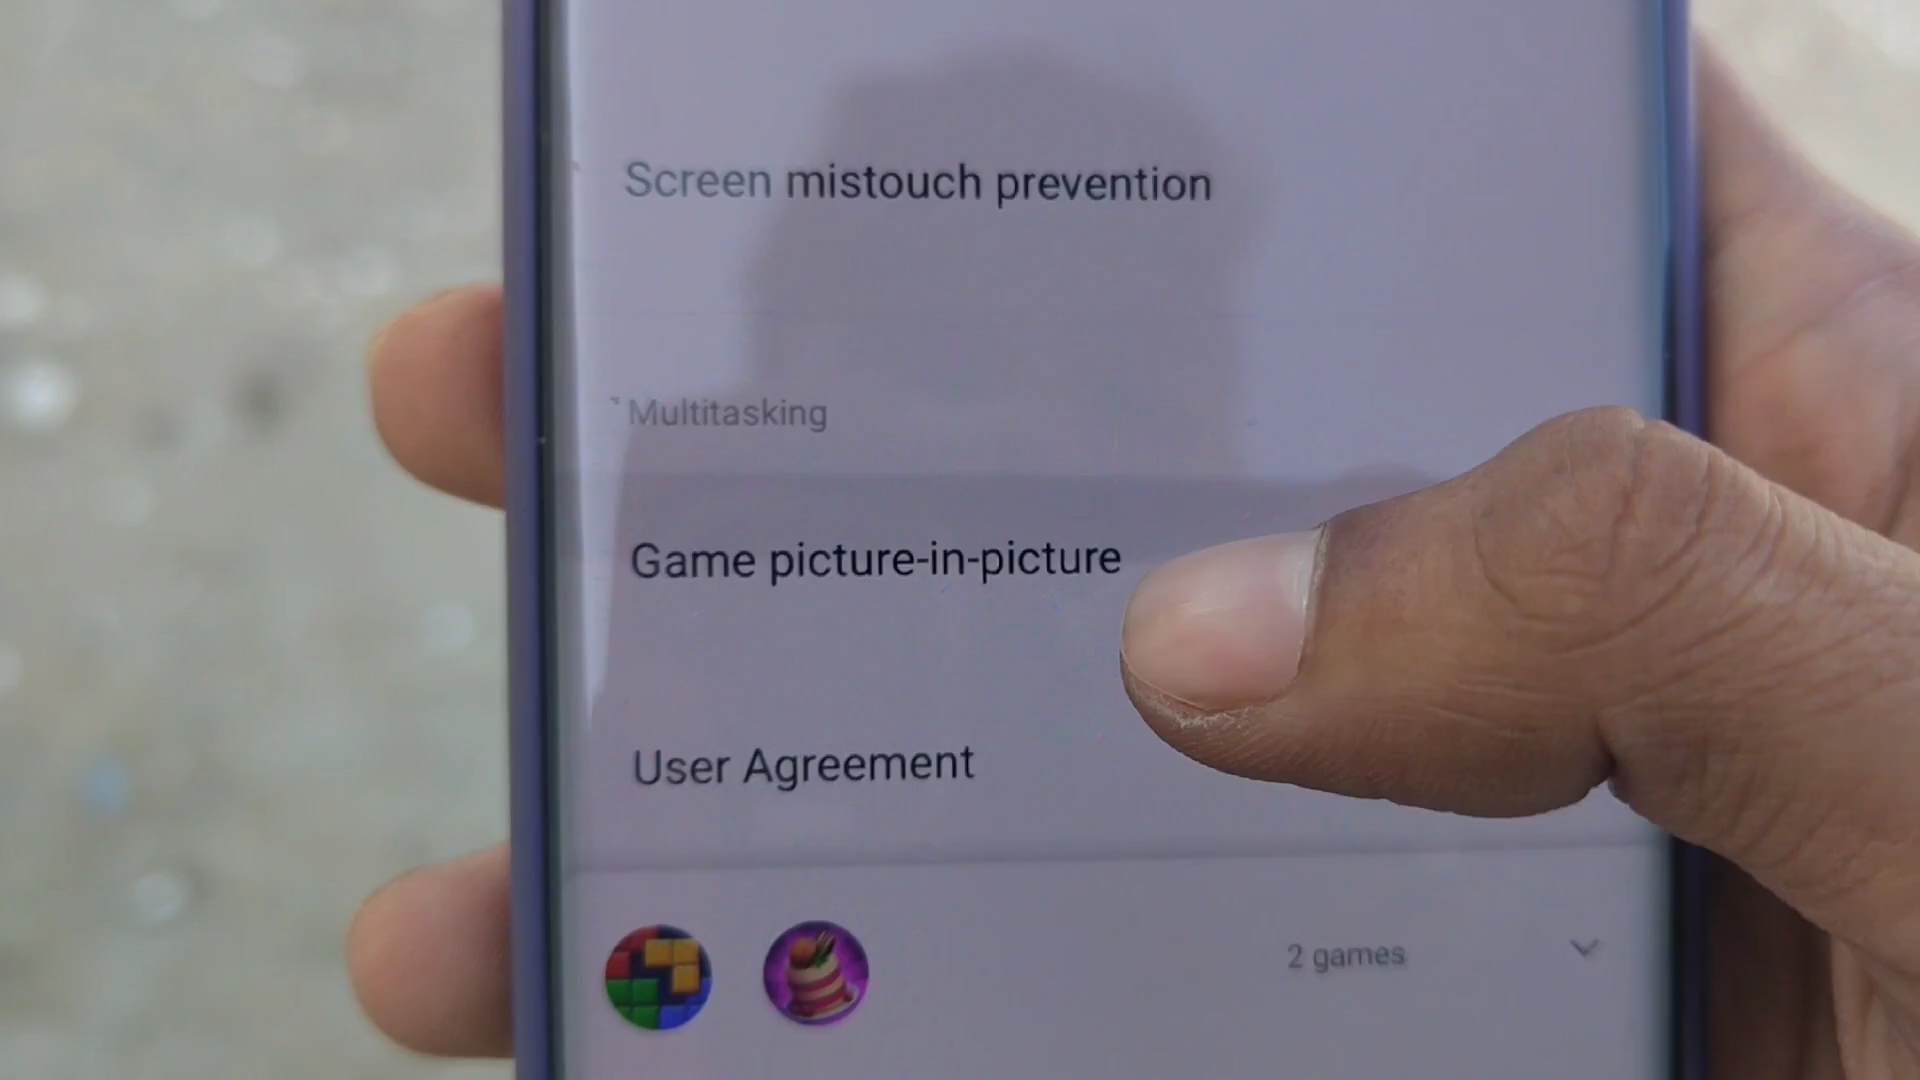 Screen mistouch prevention
Multitasking
Game picture-in-picture
User Agreement
2 games